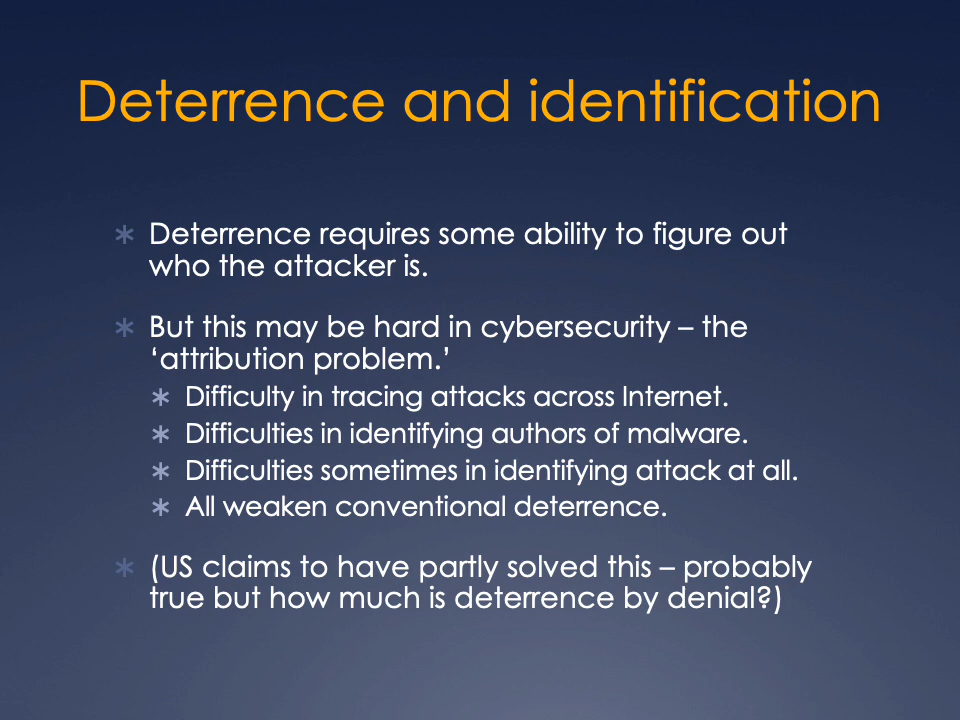 Deterrence and identification
Deterrence requires some ability to figure out
who the attacker is.
But this may be hard in cybersecurity – the
‘attribution problem.’
Difficulty in tracing attacks across Internet.
Difficulties in identifying authors of malware.
Difficulties sometimes in identifying attack at all.
All weaken conventional deterrence.
(US claims to have partly solved this – probably
true but how much is deterrence by denial?)